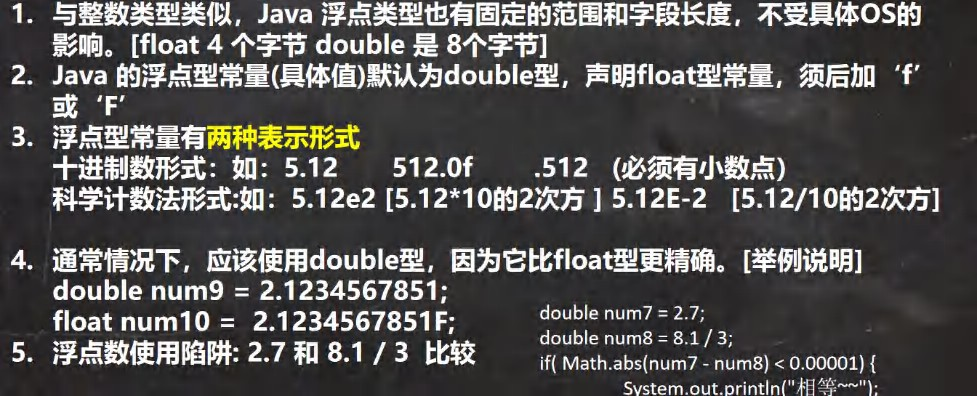 1. 与整数类型类似，Java 浮点类型也有固定的范围和字段长度，不受具体OS的
影响。[float 4 个字节 double 是 8个字节]
2. Java 的浮点型常量(具体值)默认为double型，声明float型常量，须后加‘f’
或‘F’
3. 浮点型常量有两种表示形式
十进制数形式：如：5.12 512.0f .512 (必须有小数点）
科学计数法形式:如：5.12e2 [5.12*10的2次方 ] 5.12E-2 [5.12/10的2次方]
4. 通常情况下，应该使用double型，因为它比float型更精确。[举例说明]
double num9 = 2.1234567851;
float num10 = 2.1234567851F;
5. 浮点数使用陷阱: 2.7 和 8.1 / 3 比较
double num7 = 2.7;
double num8 = 8.1 / 3;
if( Math.abs(num7 - num8) < 0.00001) {
System.out.println("相等~~");